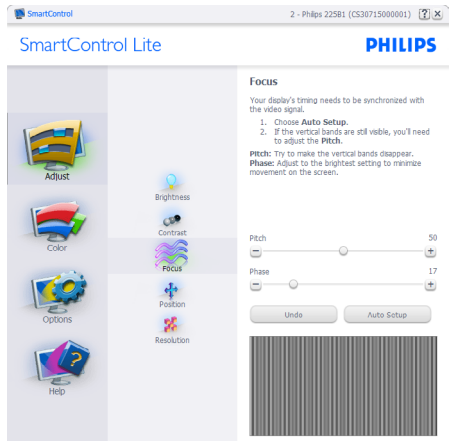 SmartControl
2 - Philips 225B1 (CS30715000001)
SmartControl Lite
PHILIPS
Adjust
Color
Options
Help
Brightness
Contrast
Focus
Position
Resolution
Focus
Your display's timing needs to be synchronized with
the video signal.
1. Choose Auto Setup.
2. If the vertical bands are still visible, you'll need
to adjust the Pitch.
Pitch: Try to make the vertical bands disappear.
Phase: Adjust to the brightest setting to minimize
movement on the screen.
Pitch 50
Phase 17
Undo Auto Setup